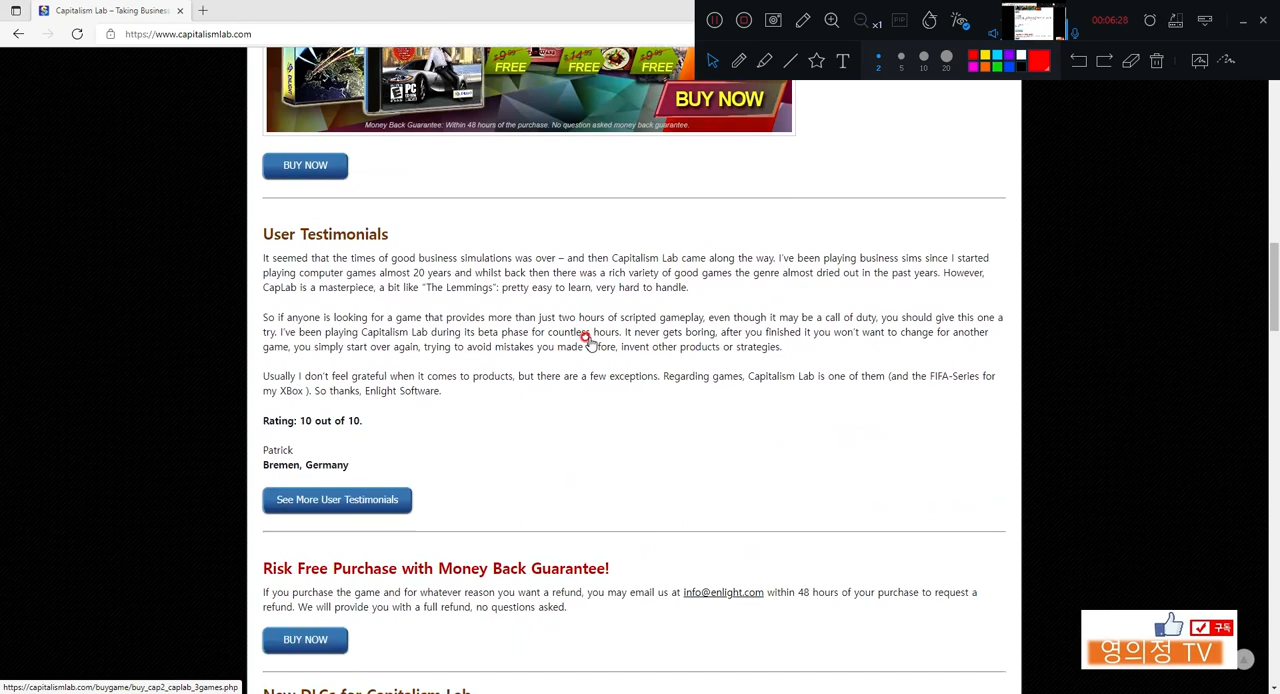 Capitalism Lab – Taking Business
https://www.capitalismlab.com
x1
PIP
00:06:28
2 5 10 20
FREE FREE FREE
PC
BUY NOW
Money Back Guarantee: Within 48 hours of the purchase. No question asked money back guarantee.
BUY NOW
User Testimonials
It seemed that the times of good business simulations was over – and then Capitalism Lab came along the way. I've been playing business sims since I started
playing computer games almost 20 years and whilst back then there was a rich variety of good games the genre almost dried out in the past years. However,
CapLab is a masterpiece, a bit like “The Lemmings”: pretty easy to learn, very hard to handle.
So if anyone is looking for a game that provides more than just two hours of scripted gameplay, even though it may be a call of duty, you should give this one a
try. I've been playing Capitalism Lab during its beta phase for countless hours. It never gets boring, after you finished it you won't want to change for another
game, you simply start over again, trying to avoid mistakes you made before, invent other products or strategies.
Usually I don't feel grateful when it comes to products, but there are a few exceptions. Regarding games, Capitalism Lab is one of them (and the FIFA-Series for
my XBox ). So thanks, Enlight Software.
Rating: 10 out of 10.
Patrick
Bremen, Germany
See More User Testimonials
Risk Free Purchase with Money Back Guarantee!
If you purchase the game and for whatever reason you want a refund, you may email us at info@enlight.com within 48 hours of your purchase to request a
refund. We will provide you with a full refund, no questions asked.
BUY NOW
구독
영의정 TV
New DLCs for Capitalism Lab
https://capitalismlab.com/buygame/buy_cap2_caplab_3games.php